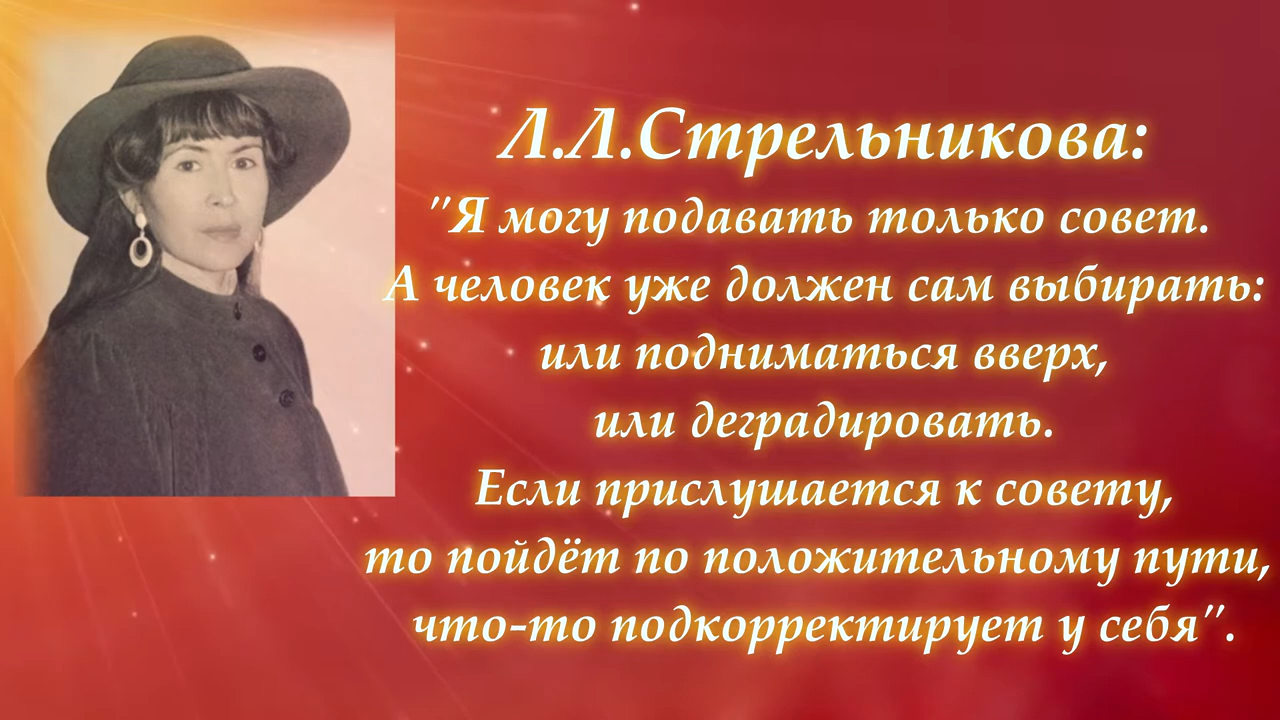 Л.Л.Стрельникова:
"Я могу подавать только совет.
А человек уже должен сам выбирать:
или подниматься вверх,
или деградировать.
Если прислушается к совету,
то пойдёт по положительному пути,
что-то подкорректирует у себя".